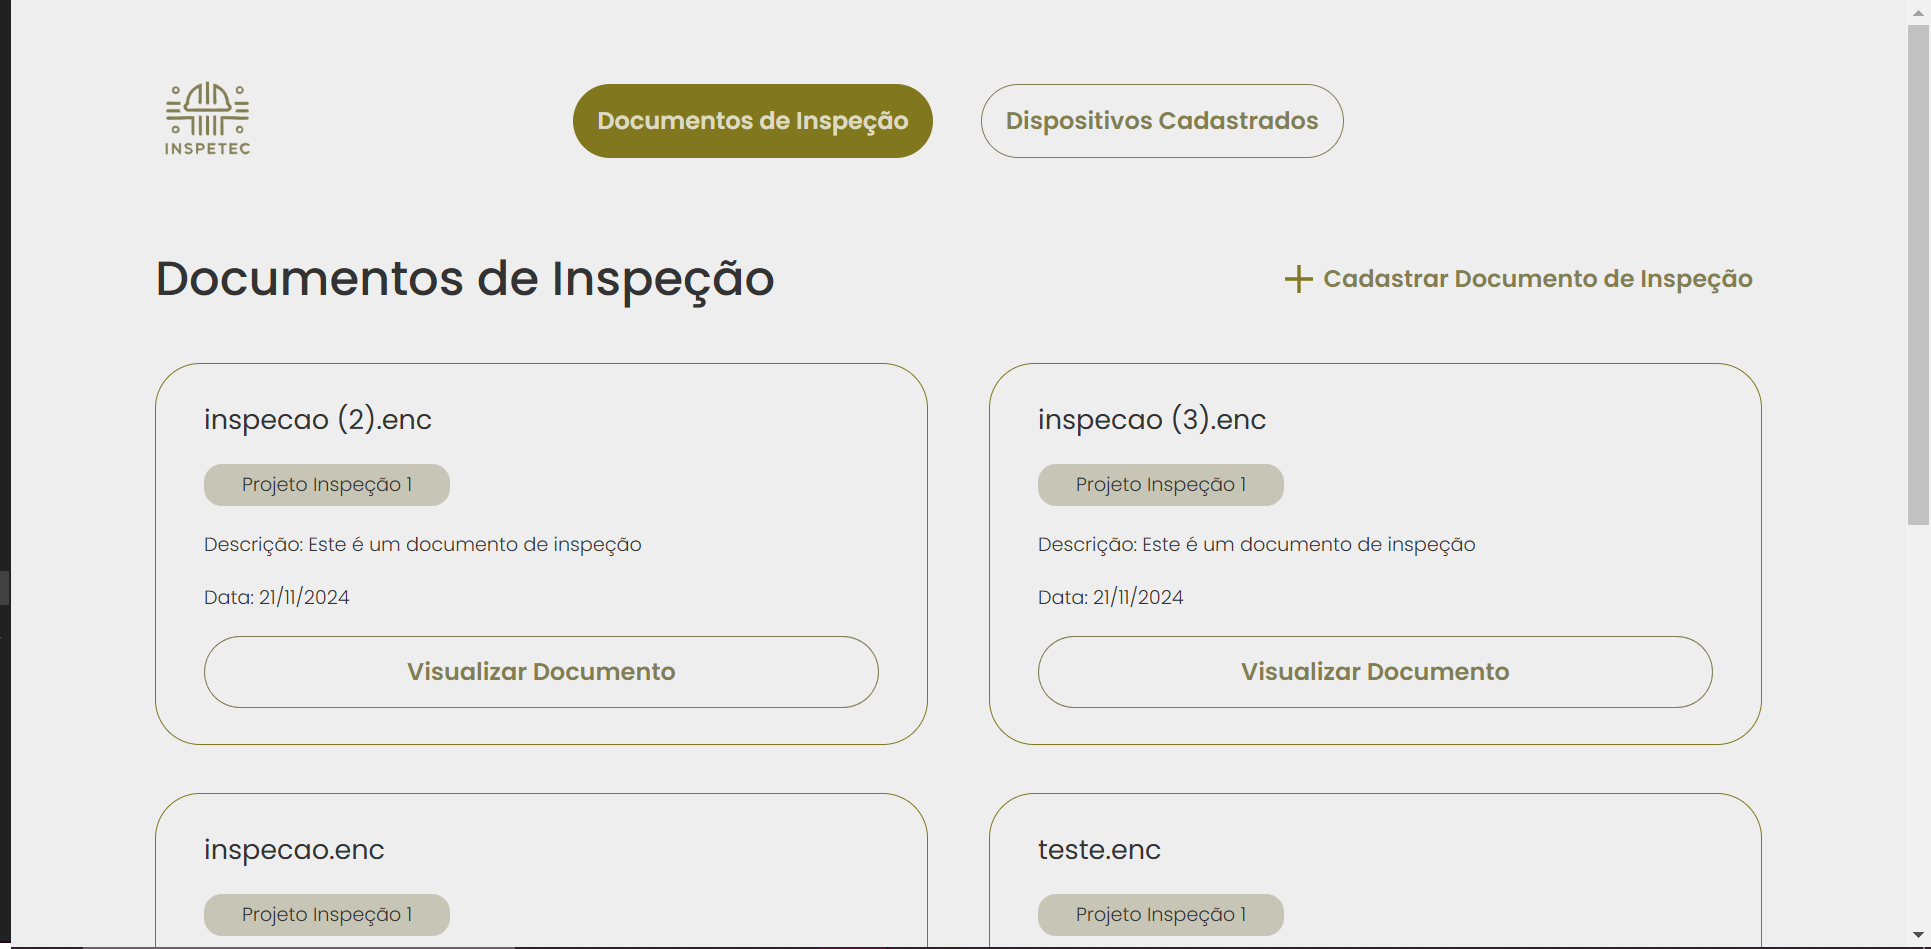 INSPETEC
Documentos de Inspeção
Dispositivos Cadastrados
Documentos de Inspeção
Cadastrar Documento de Inspeção
inspecao (2).enc
Projeto Inspeção 1
Descrição: Este é um documento de inspeção
Data: 21/11/2024
Visualizar Documento
inspecao (3).enc
Projeto Inspeção 1
Descrição: Este é um documento de inspeção
Data: 21/11/2024
Visualizar Documento
inspecao.enc
Projeto Inspeção 1
teste.enc
Projeto Inspeção 1